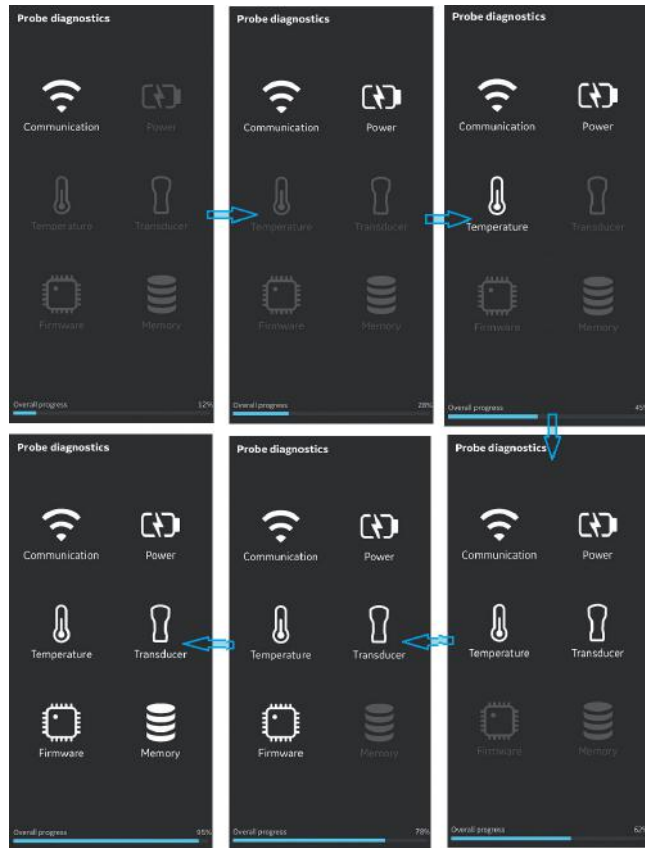 Probe diagnostics
Communication
Power
Temperature
Transducer
Firmware
Memory
Overall progress 12%
Probe diagnostics
Communication
Power
Temperature
Transducer
Firmware
Memory
Overall progress 28%
Probe diagnostics
Communication
Power
Temperature
Transducer
Firmware
Memory
Overall progress 45%
Probe diagnostics
Communication
Power
Temperature
Transducer
Firmware
Memory
Overall progress 95%
Probe diagnostics
Communication
Power
Temperature
Transducer
Firmware
Memory
Overall progress 78%
Probe diagnostics
Communication
Power
Temperature
Transducer
Firmware
Memory
Overall progress 62%